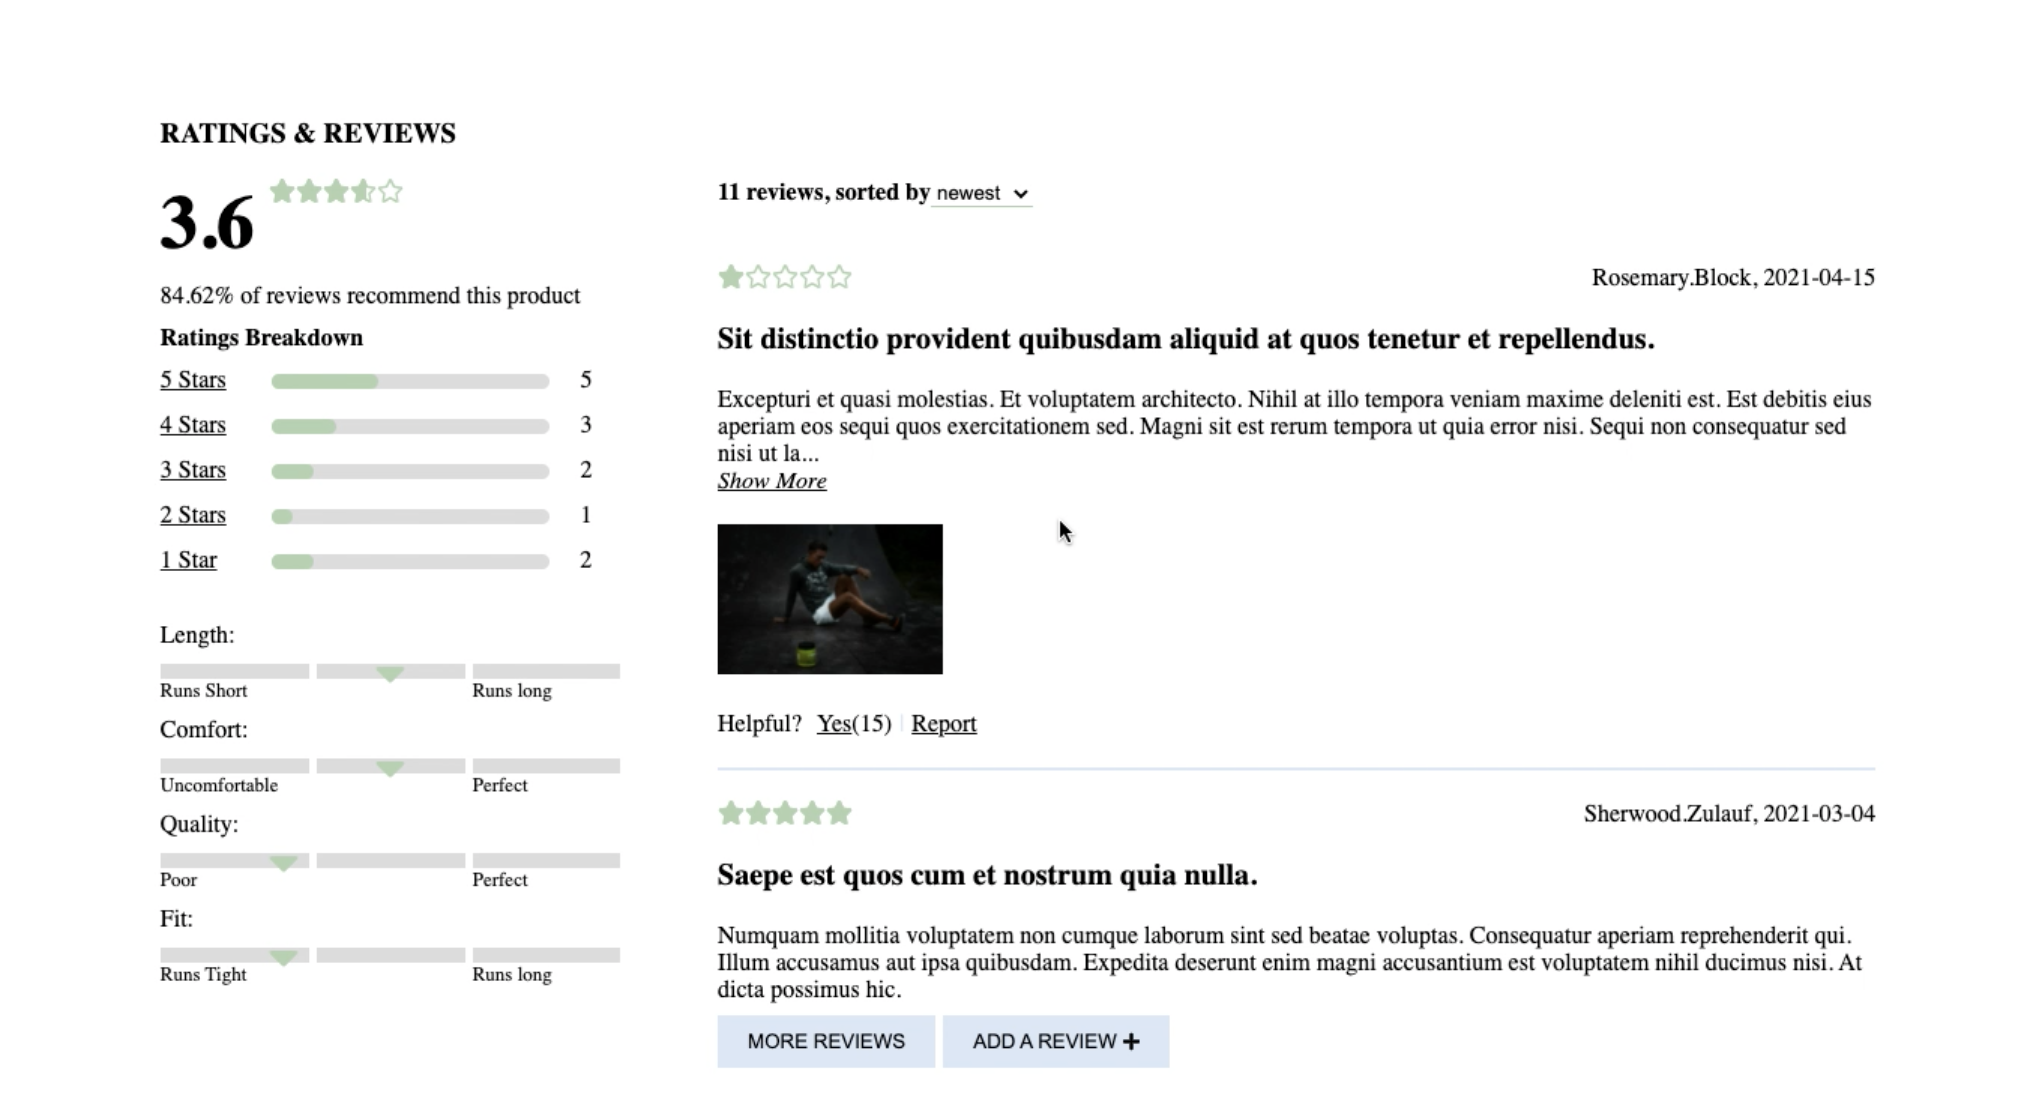 RATINGS & REVIEWS
3.6
84.62% of reviews recommend this product
Ratings Breakdown
5 Stars 5
4 Stars 3
3 Stars 2
2 Stars 1
1 Star 2
Length:
Runs Short Runs long
Comfort:
Uncomfortable Perfect
Quality:
Poor Perfect
Fit:
Runs Tight Runs long
11 reviews, sorted by newest
Rosemary.Block, 2021-04-15
Sit distinctio provident quibusdam aliquid at quos tenetur et repellendus.
Excepturi et quasi molestias. Et voluptatem architecto. Nihil at illo tempora veniam maxime deleniti est. Est debitis eius
aperiam eos sequi quos exercitationem sed. Magni sit est rerum tempora ut quia error nisi. Sequi non consequatur sed
nisi ut la...
Show More
Helpful? Yes(15) Report
Sherwood.Zulauf, 2021-03-04
Saepe est quos cum et nostrum quia nulla.
Numquam mollitia voluptatem non cumque laborum sint sed beatae voluptas. Consequatur aperiam reprehenderit qui.
Illum accusamus aut ipsa quibusdam. Expedita deserunt enim magni accusantium est voluptatem nihil ducimus nisi. At
dicta possimus hic.
MORE REVIEWS ADD A REVIEW +